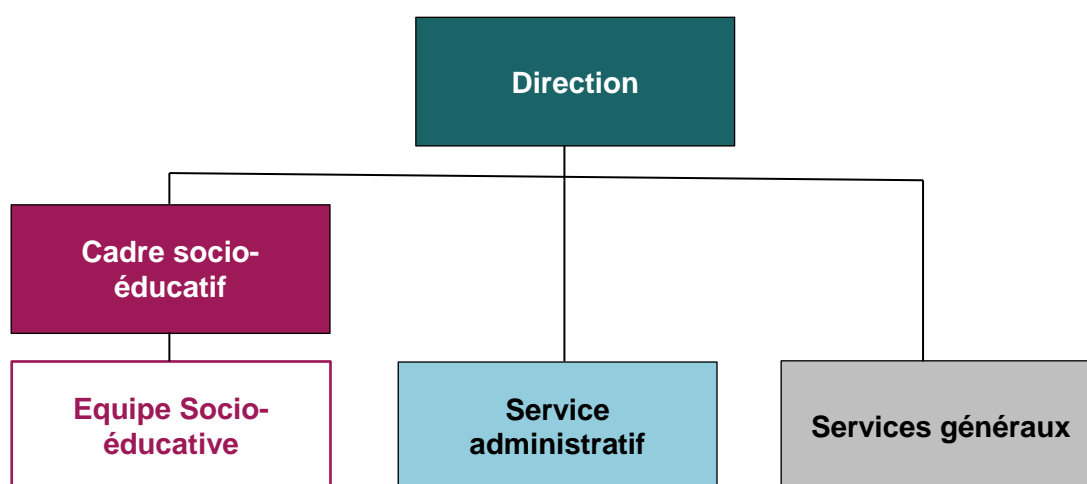 Direction
Cadre socio-
éducatif
Equipe Socio-
éducative
Service
administratif
Services généraux